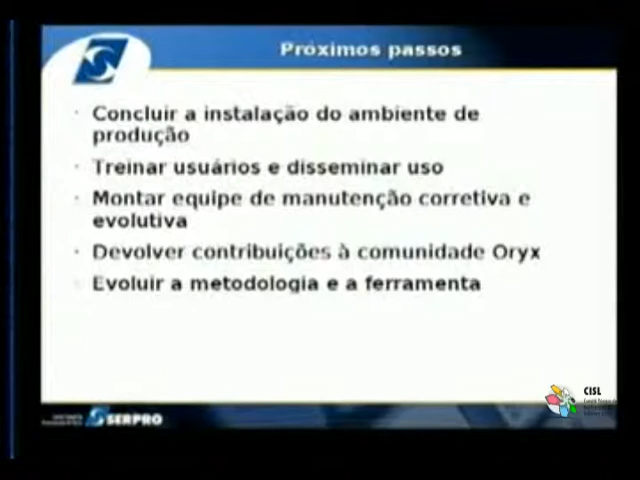 Próximos passos
Concluir a instalação do ambiente de
produção
Treinar usuários e disseminar uso
Montar equipe de manutenção corretiva e
evolutiva
Devolver contribuições à comunidade Oryx
Evoluir a metodologia e a ferramenta
CISL
SERPRO